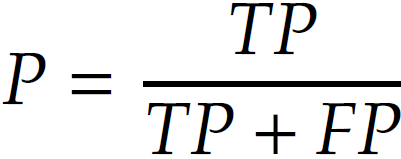 P = TP / TP + FP